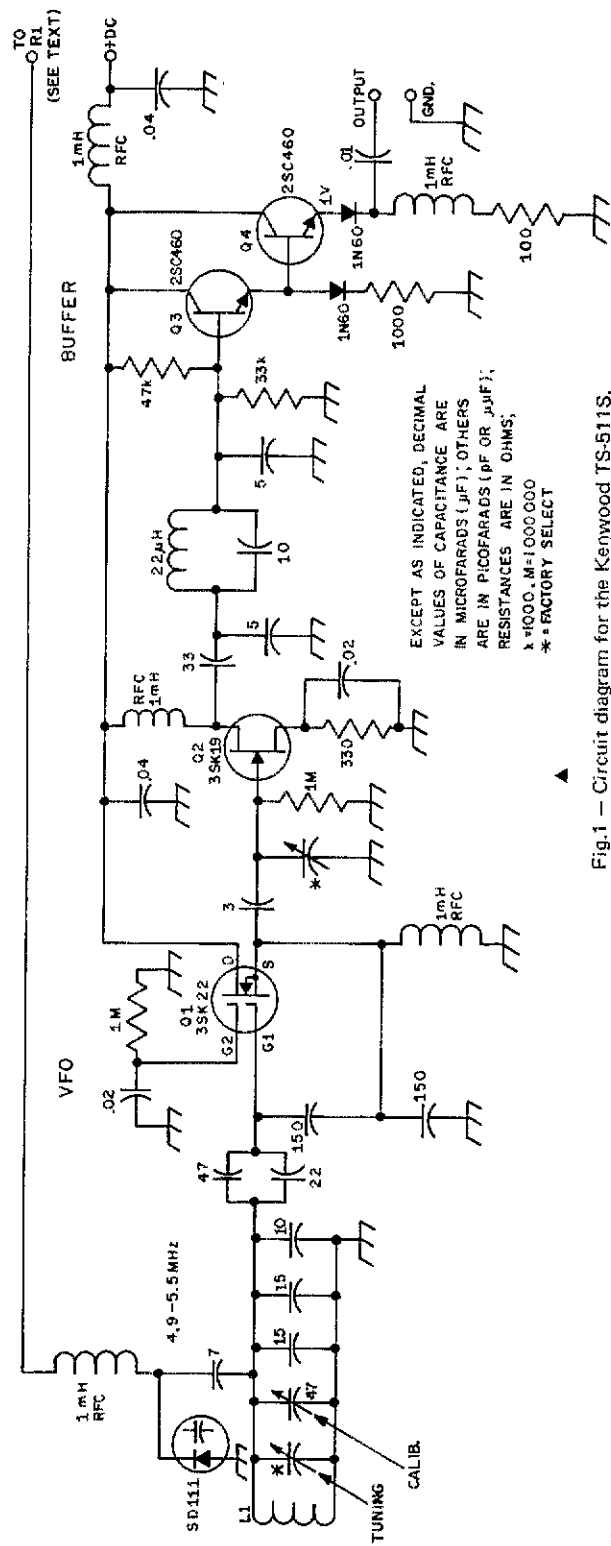 TO
R1
(SEE TEXT)
+DC
1mH
RFC
.04
BUFFER
2SC460
Q3
2SC460
Q4
1V
1N60
.01
OUTPUT
GND.
1mH
RFC
100
1N60
1000
47k
33k
5
22µH
10
33
5
RFC
1mH
Q2
3SK19
.02
330
.04
1M
*
3
VFO
1M
.02
Q1
3SK22
G2
G1
D
S
1mH
RFC
150
150
47
22
4.9-5.5MHz
1mH
RFC
7
SD111
L1
*
47
15
15
10
CALIB.
TUNING
EXCEPT AS INDICATED, DECIMAL
VALUES OF CAPACITANCE ARE
IN MICROFARADS (µF); OTHERS
ARE IN PICOFARADS (pF OR µµF);
RESISTANCES ARE IN OHMS;
k=1000, M=1000000
*=FACTORY SELECT
Fig.1 — Circuit diagram for the Kenwood TS-511S.